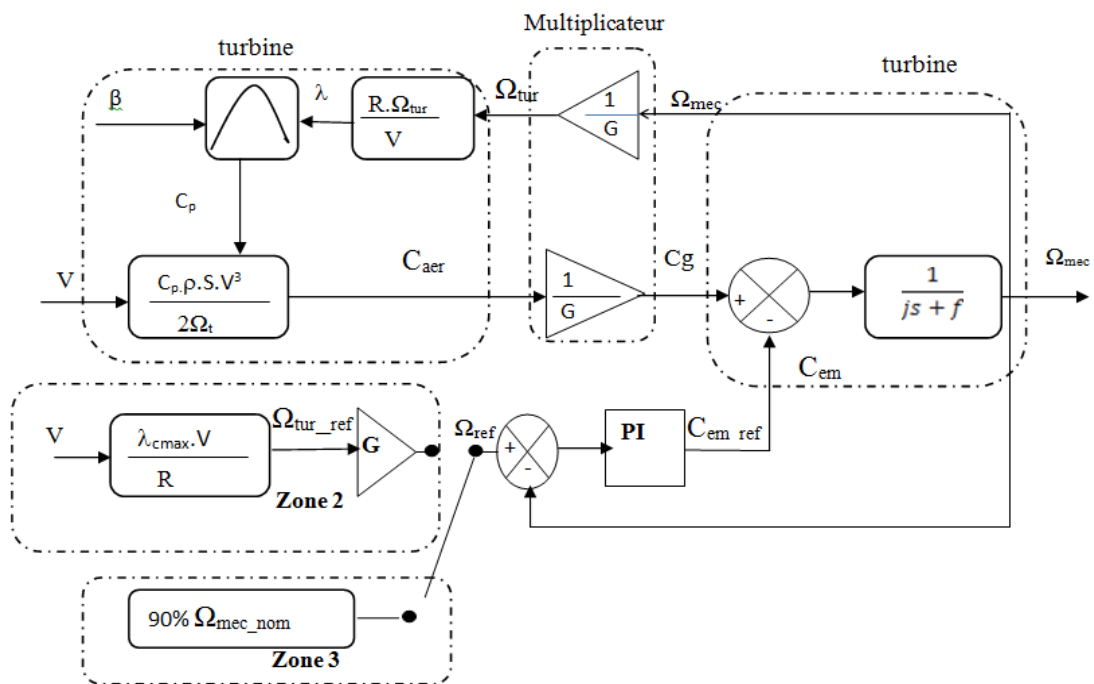 Multiplicateur
turbine
turbine
β
λ
R.Ωtur
V
Ωtur
1
G
Ωmec
Cp
V
Cp.ρ.S.V³
2Ωt
Caer
1
G
Cg
+
-
1
js + f
Ωmec
Cem
V
λcmax.V
R
Ωtur_ref
G
Zone 2
Ωref
+
-
PI
Cem_ref
90% Ωmec_nom
Zone 3